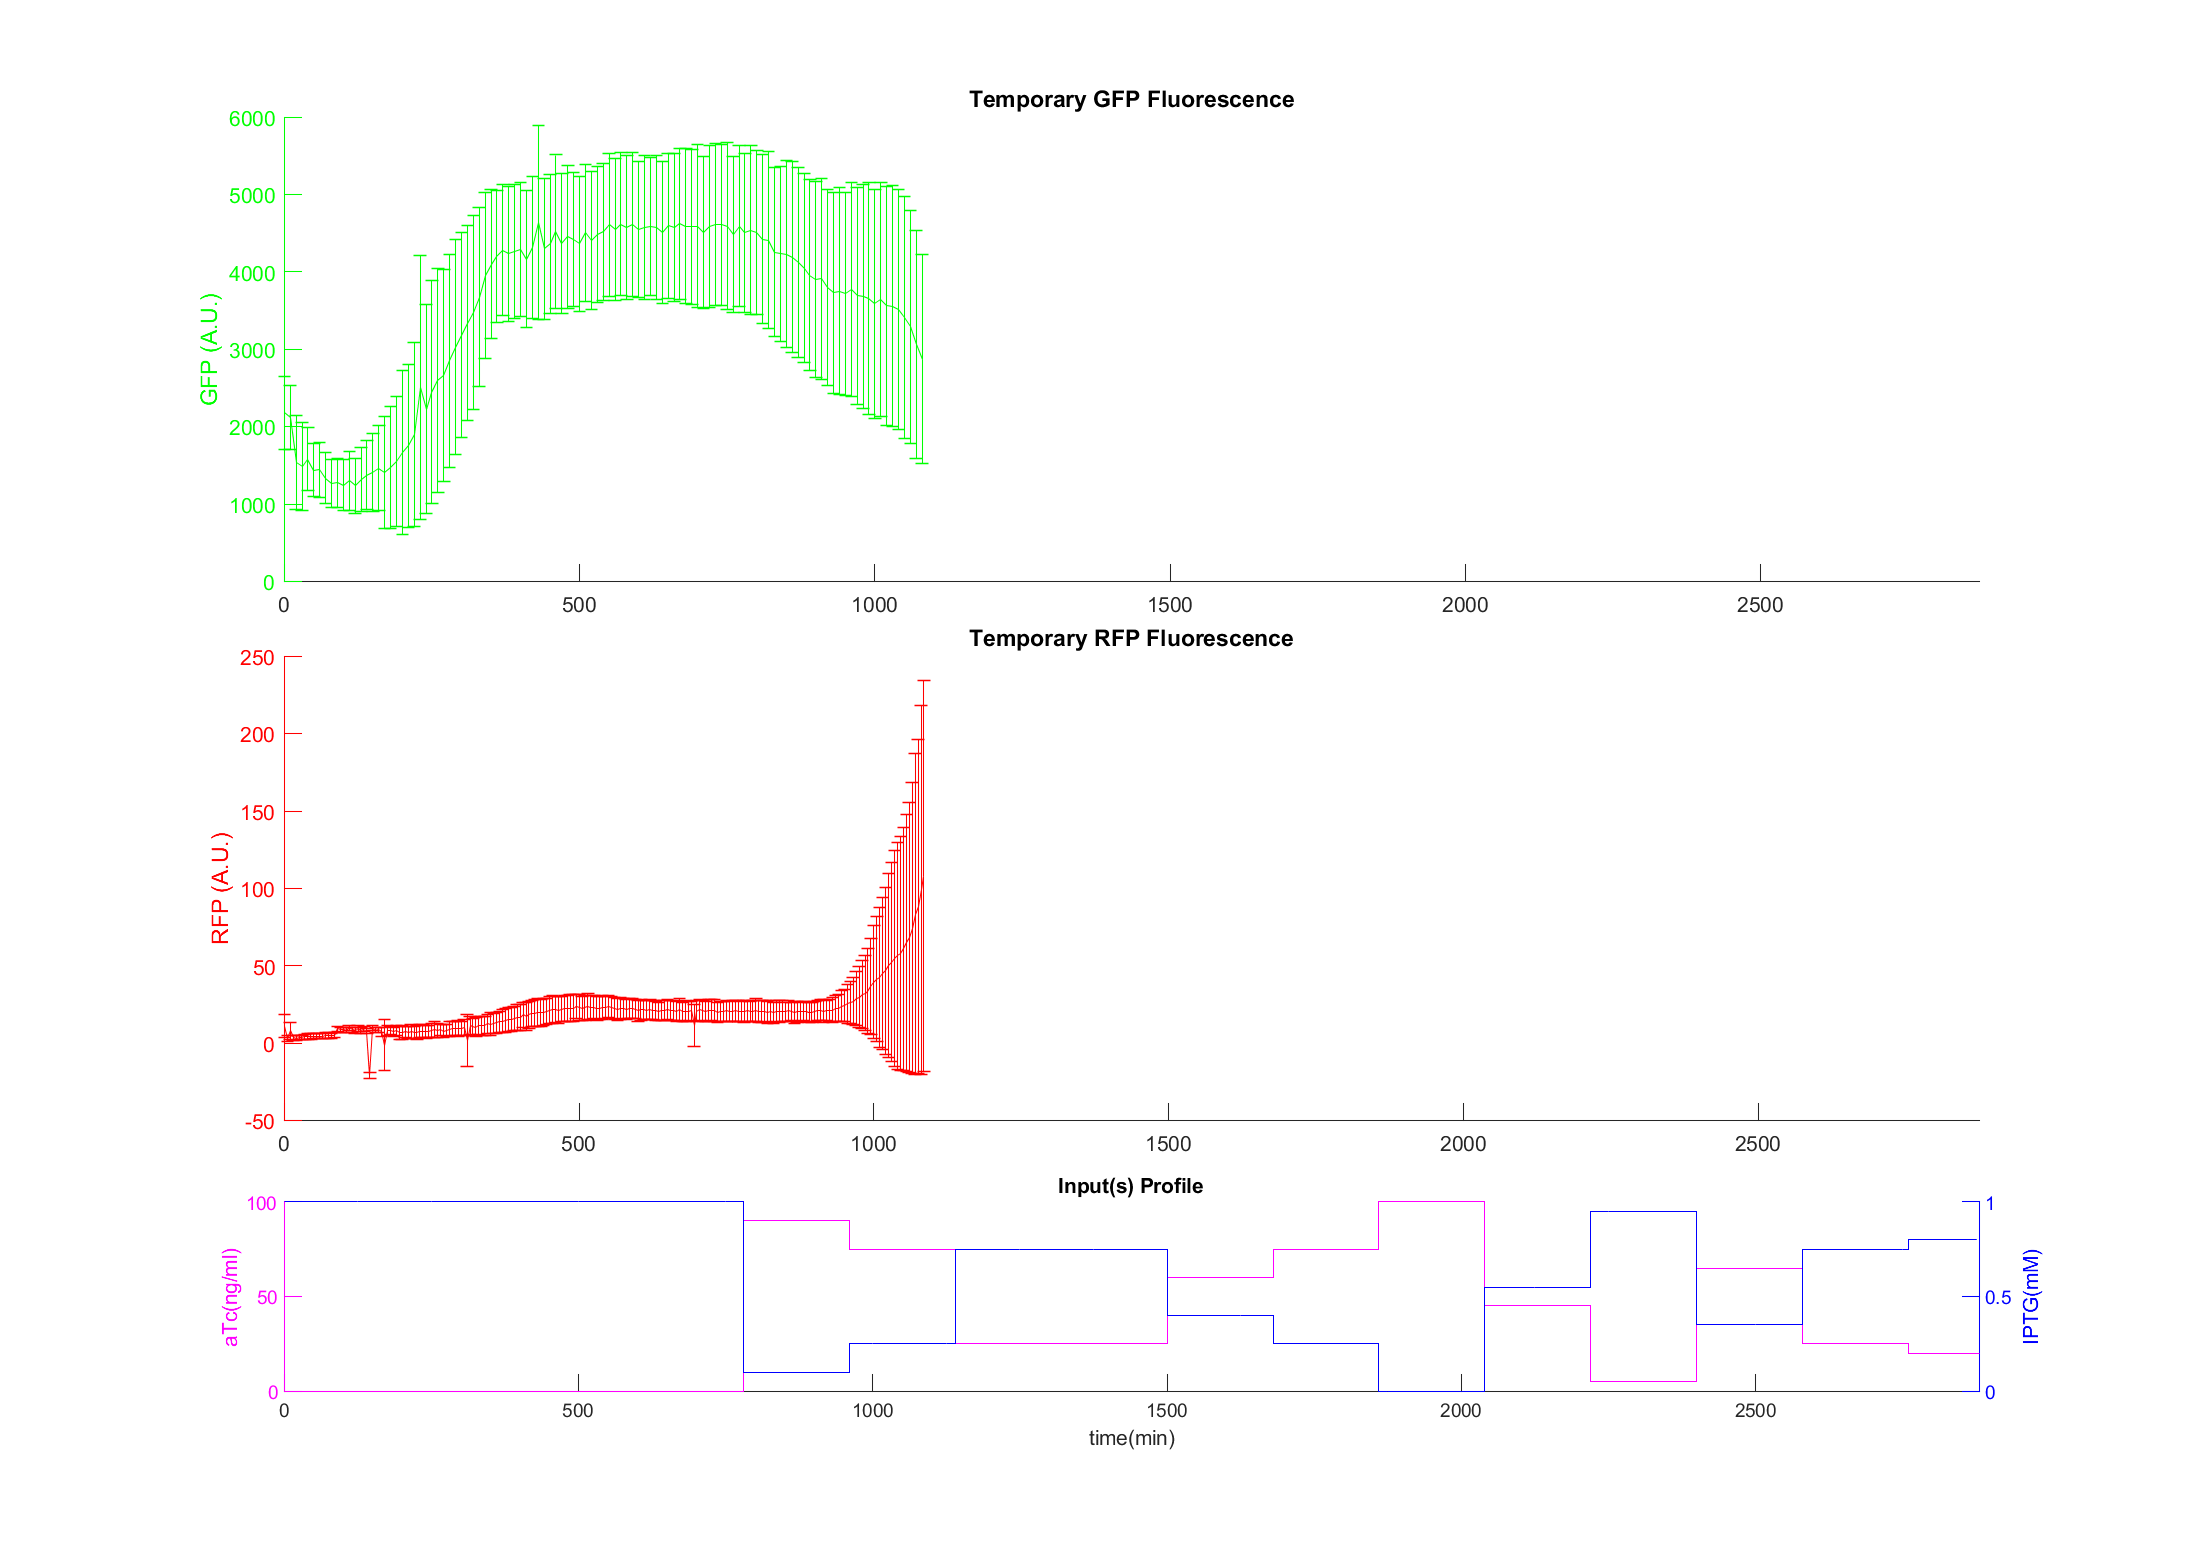 Temporary GFP Fluorescence
6000
5000
4000
3000
2000
1000
0
GFP (A.U.)
0 500 1000 1500 2000 2500
Temporary RFP Fluorescence
250
200
150
100
50
0
-50
RFP (A.U.)
0 500 1000 1500 2000 2500
Input(s) Profile
100
50
0
aTc(ng/ml)
1
0.5
0
IPTG(mM)
0 500 1000 1500 2000 2500
time(min)